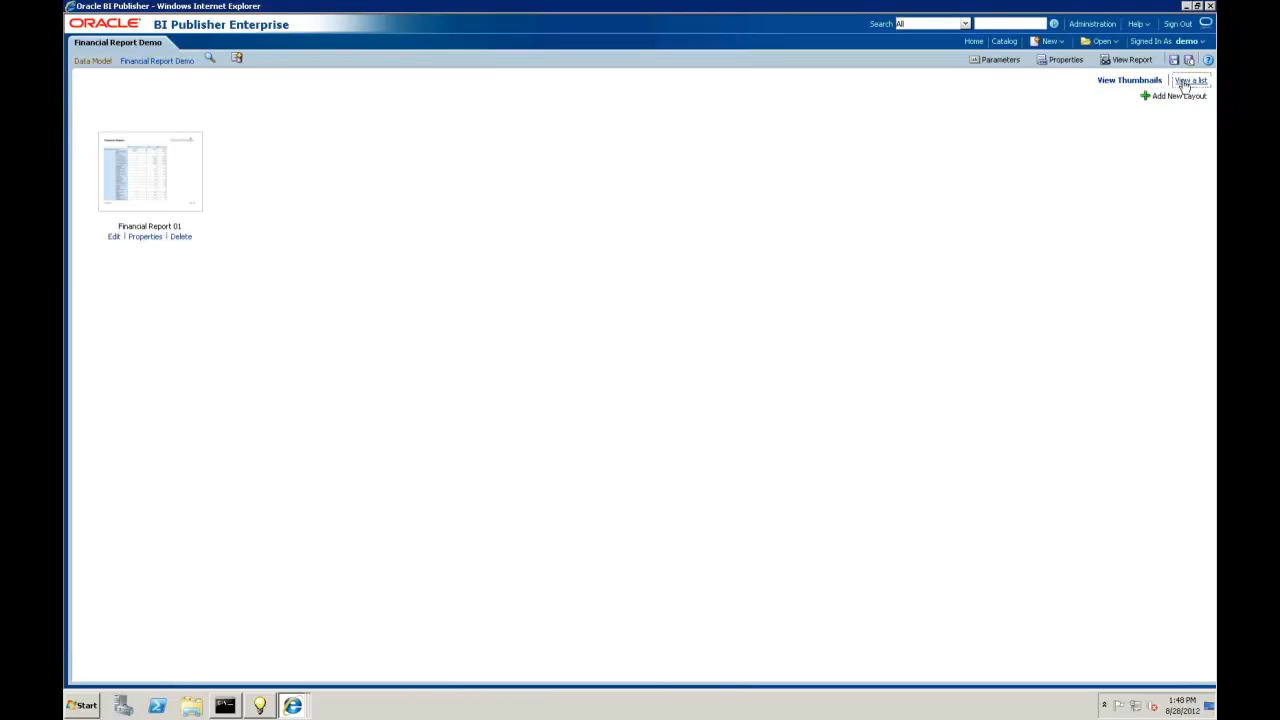 Oracle BI Publisher - Windows Internet Explorer
ORACLE BI Publisher Enterprise Search All Administration Help Sign Out
Financial Report Demo Home Catalog New Open Signed In As demo
Data Model Financial Report Demo Parameters Properties View Report
View Thumbnails | View a list
Add New Layout
Financial Report 01
Edit | Properties | Delete
Start
1:48 PM
8/28/2012